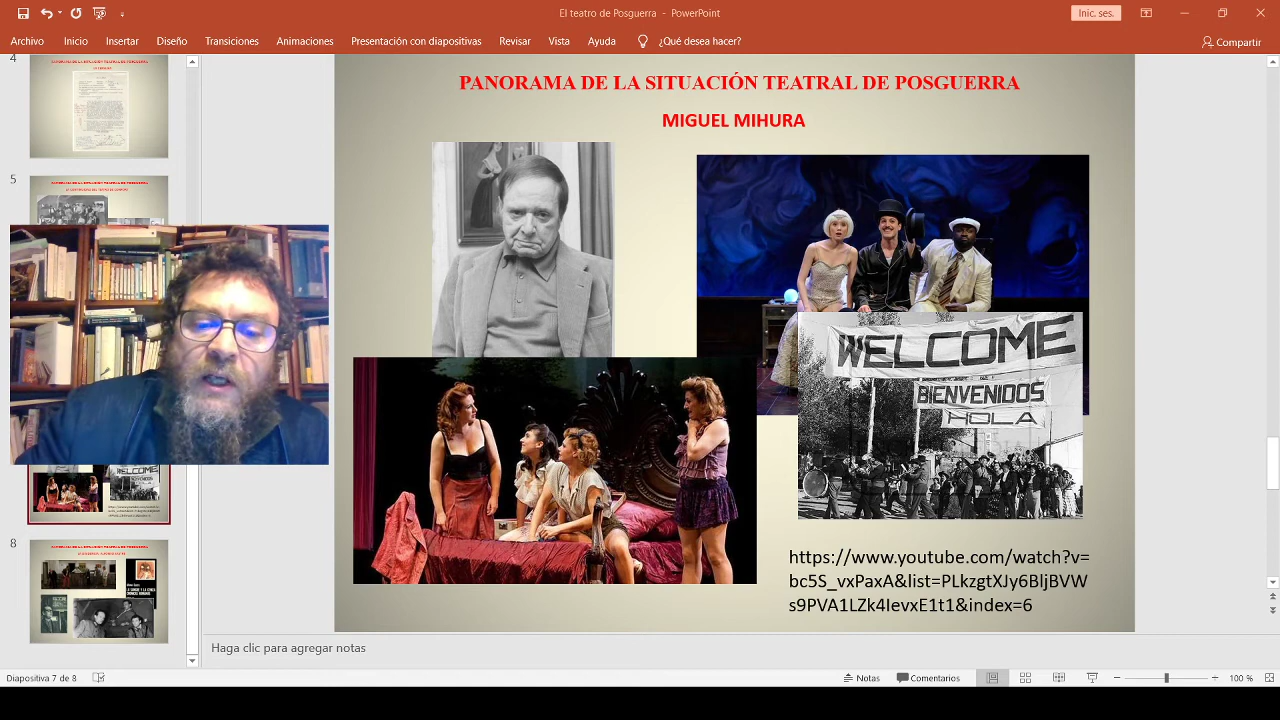 El teatro de Posguerra - PowerPoint
Inic. ses.
Archivo Inicio Insertar Diseño Transiciones Animaciones Presentación con diapositivas Revisar Vista Ayuda ¿Qué desea hacer? Compartir
4
5
8
PANORAMA DE LA SITUACIÓN TEATRAL DE POSGUERRA
MIGUEL MIHURA
WELCOME
BIENVENIDOS
HOLA
https://www.youtube.com/watch?v=
bc5S_vxPaxA&list=PLkzgtXJy6BljBVW
s9PVA1LZk4IevxE1t1&index=6
Haga clic para agregar notas
Diapositiva 7 de 8 Notas Comentarios 100 %